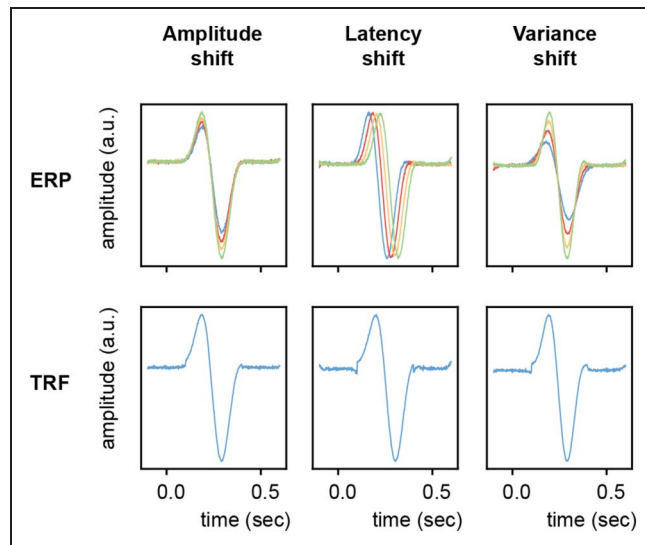 Amplitude shift
Latency shift
Variance shift
ERP
amplitude (a.u.)
TRF
amplitude (a.u.)
0.0 0.5
0.0 0.5
0.0 0.5
time (sec)
time (sec)
time (sec)